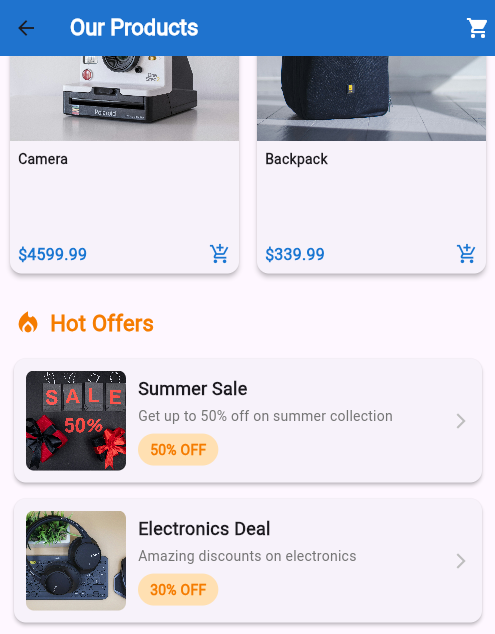 Our Products
Polaroid
Camera
Backpack
$4599.99
$339.99
Hot Offers
SALE
50%
Summer Sale
Get up to 50% off on summer collection
50% OFF
Electronics Deal
Amazing discounts on electronics
30% OFF